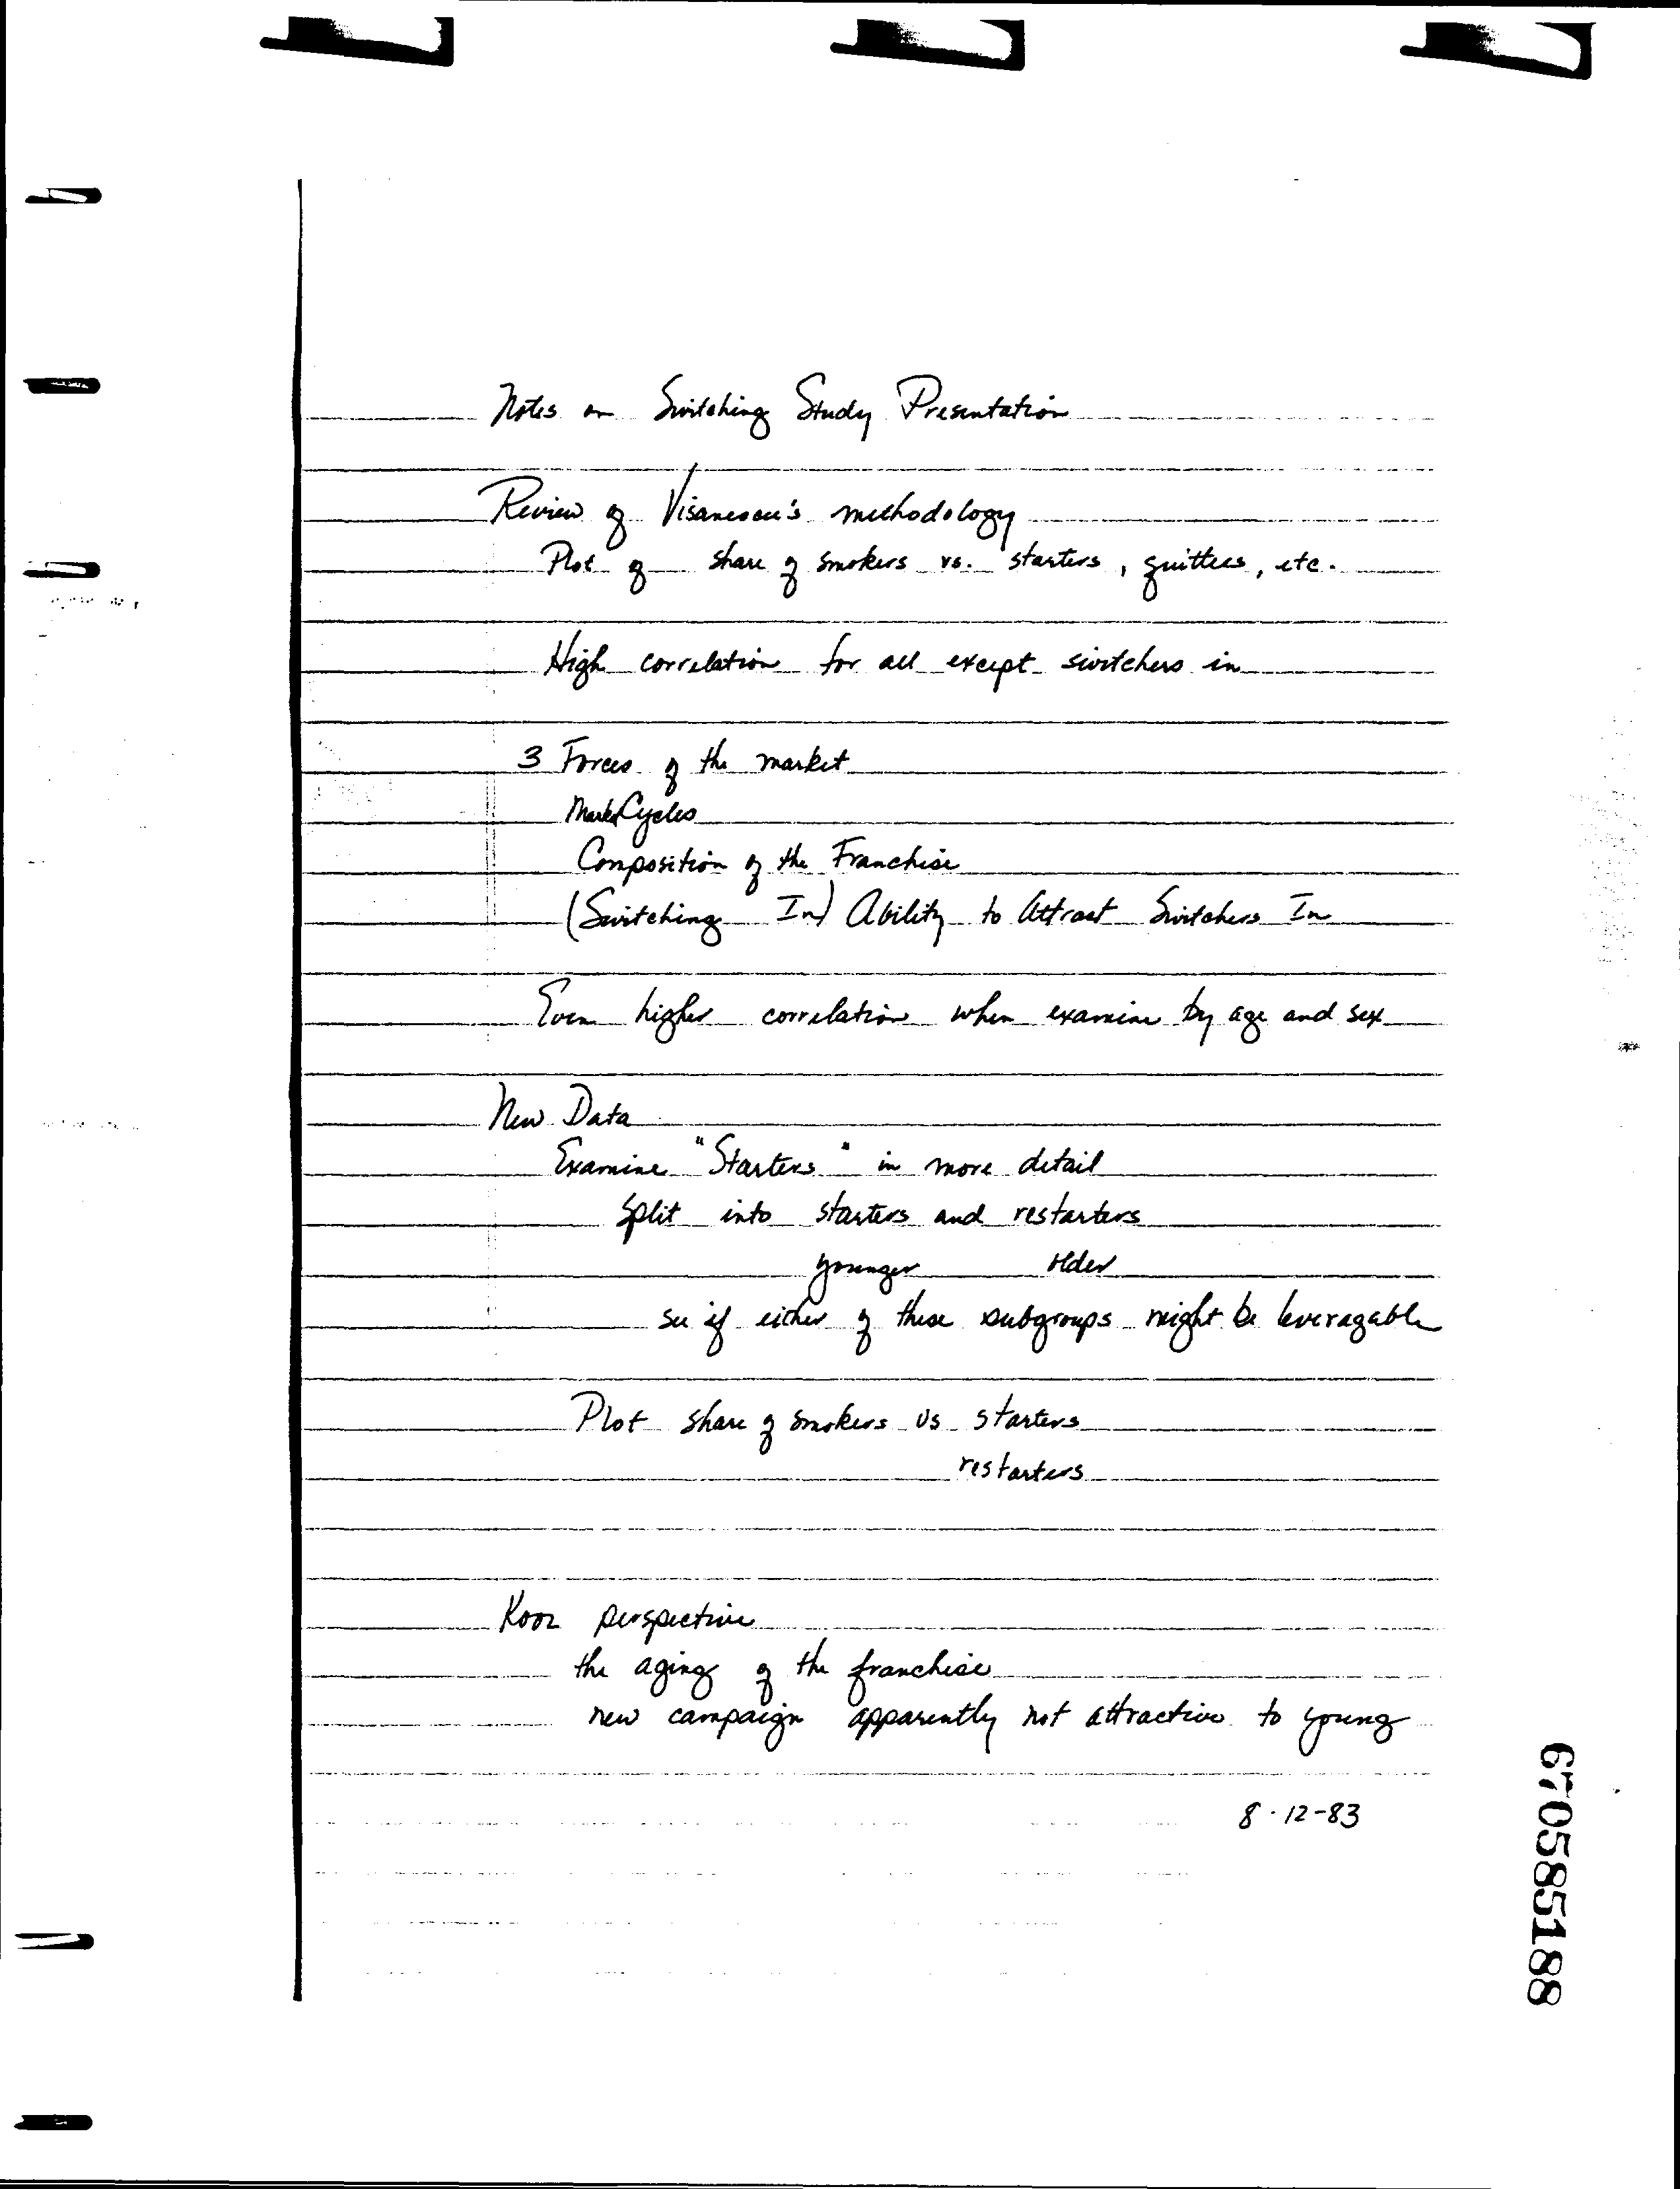 Notes on Switching Study Presentation
Review of Visanescu's methodology
Plot of share of smokers vs. starters, quitters, etc.
High correlation for all except switchers in
3 Forces of the market
Market Cycles
Composition of the Franchise
(Switching In) Ability to Attract Switchers In
Even higher correlation when examine by age and sex
New Data
Examine "Starters" in more detail
Split into starters and restarters
younger older
see if either of these subgroups might be leveragable
Plot share of smokers vs starters
restarters
Kool perspective
the aging of the franchise
new campaign apparently not attractive to young
8-12-83
670585188